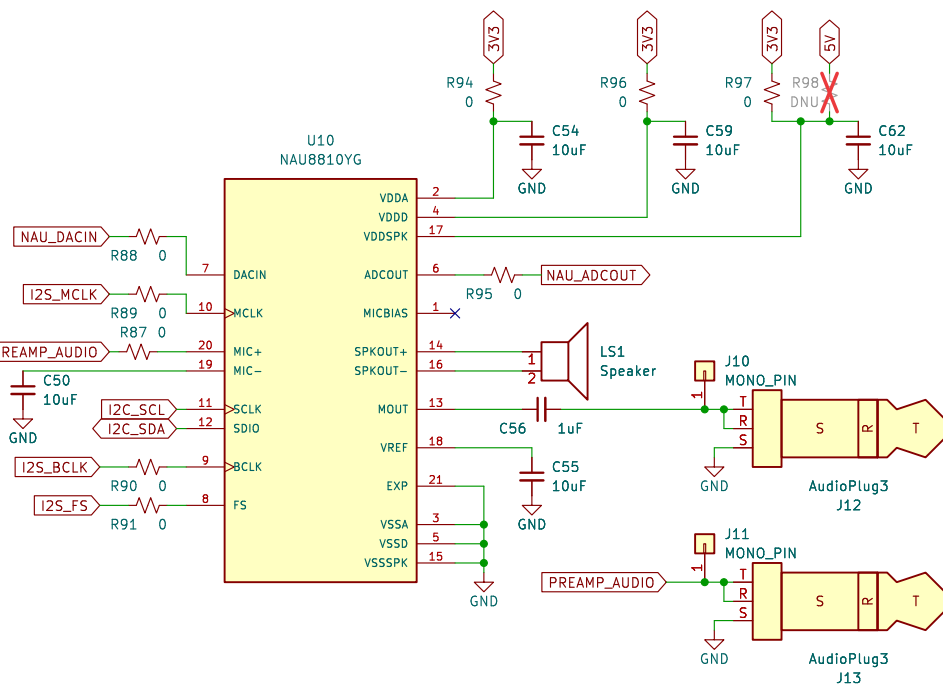 3V3
3V3
3V3
5V
R94
0
R96
0
R97
0
R98
DNU
C54
10uF
C59
10uF
C62
10uF
GND
GND
GND
U10
NAU8810YG
VDDA
2
VDDD
4
VDDSPK
17
NAU_DACIN
R88 0
7
DACIN
ADCOUT
6
R95 0
NAU_ADCOUT
I2S_MCLK
R89 0
10
MCLK
MICBIAS
1
R87 0
REAMP_AUDIO
20
MIC+
SPKOUT+
14
1
LS1
Speaker
19
MIC-
SPKOUT-
16
2
C50
10uF
GND
J10
MONO_PIN
1
I2C_SCL
11
SCLK
MOUT
13
C56 1uF
T
R
S
S
R
T
GND
AudioPlug3
J12
I2C_SDA
12
SDIO
VREF
18
C55
10uF
GND
I2S_BCLK
R90 0
9
BCLK
EXP
21
I2S_FS
R91 0
8
FS
VSSA
3
VSSD
5
VSSSPK
15
GND
J11
MONO_PIN
1
PREAMP_AUDIO
T
R
S
S
R
T
GND
AudioPlug3
J13